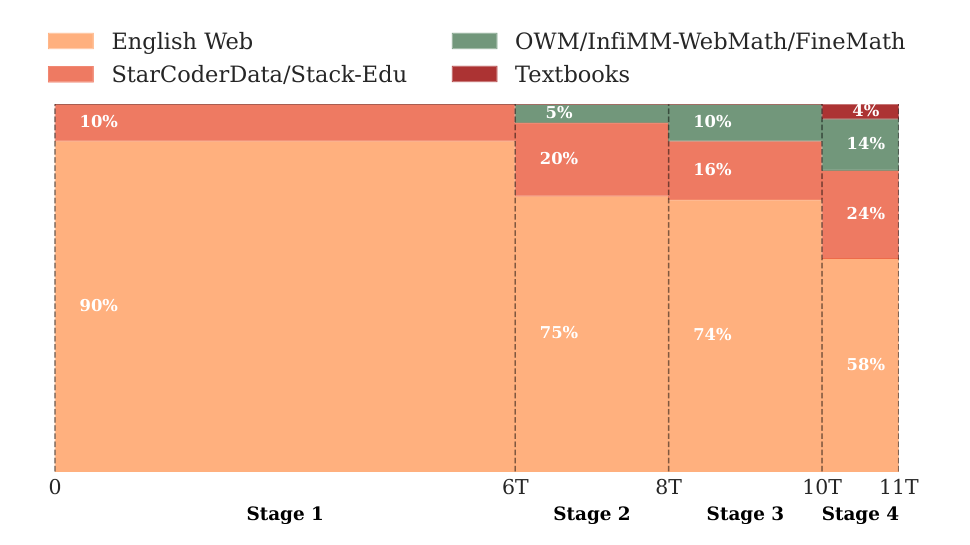 English Web
StarCoderData/Stack-Edu
OWM/InfiMM-WebMath/FineMath
Textbooks
10%
90%
5%
20%
75%
10%
16%
74%
4%
14%
24%
58%
0 6T 8T 10T 11T
Stage 1 Stage 2 Stage 3 Stage 4